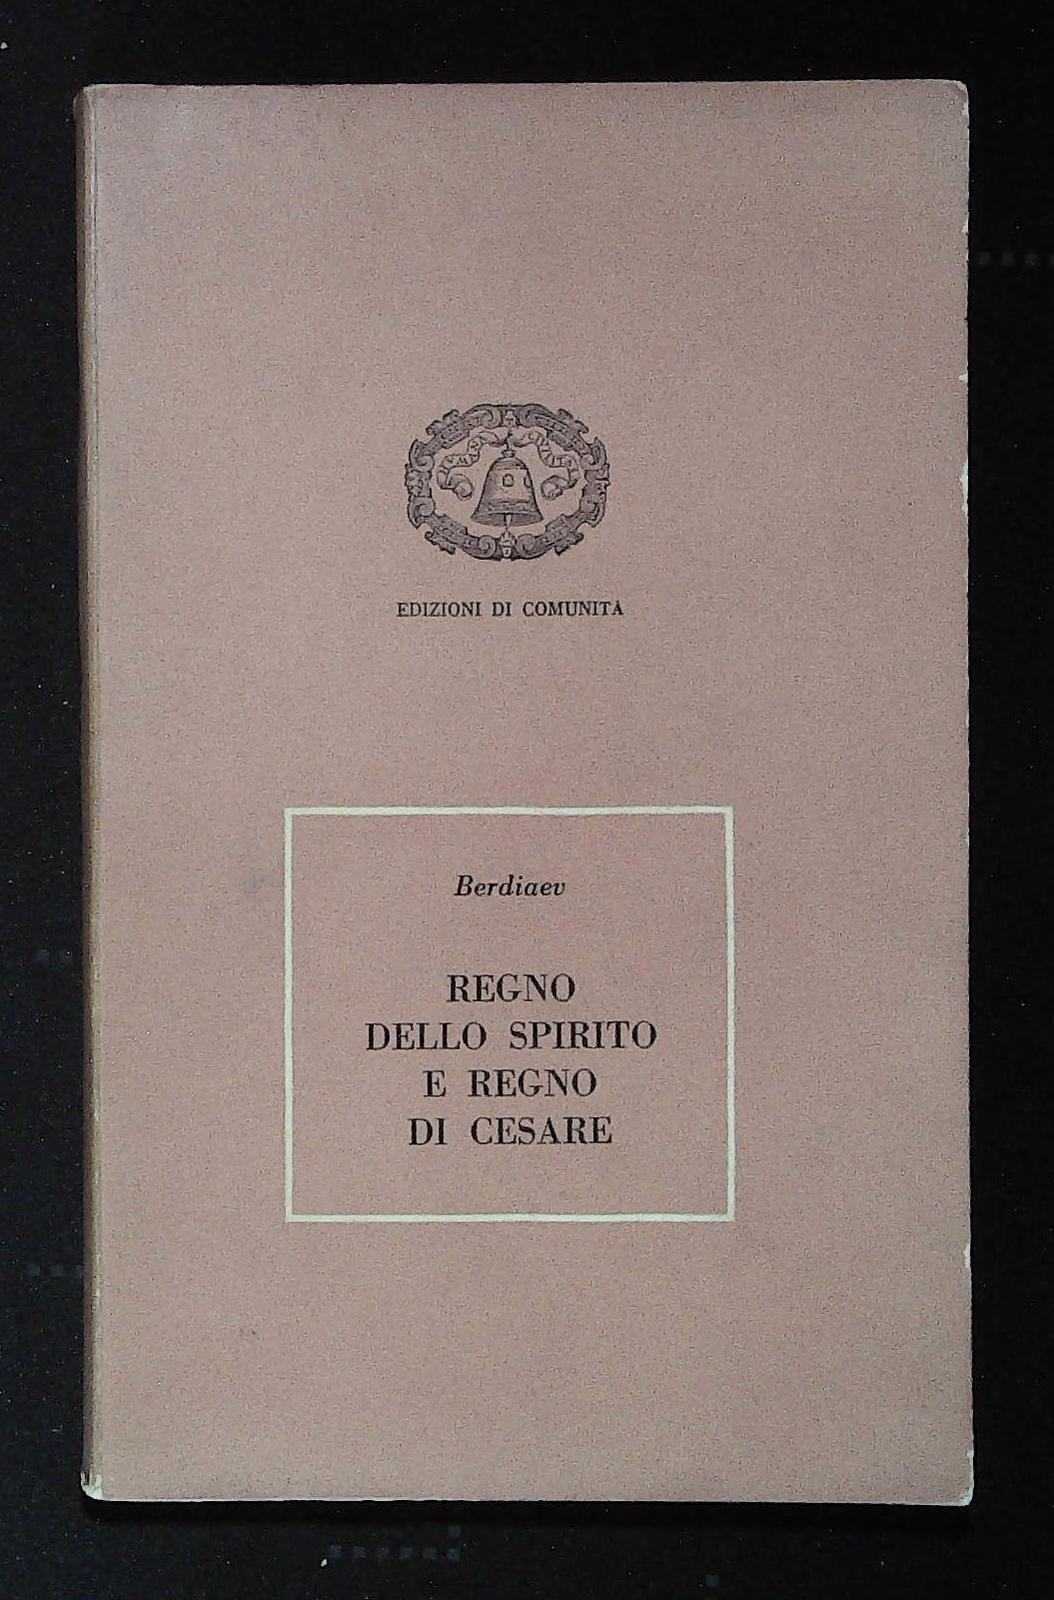 EDIZIONI DI COMUNITÀ
Berdiaev
REGNO
DELLO SPIRITO
E REGNO
DI CESARE